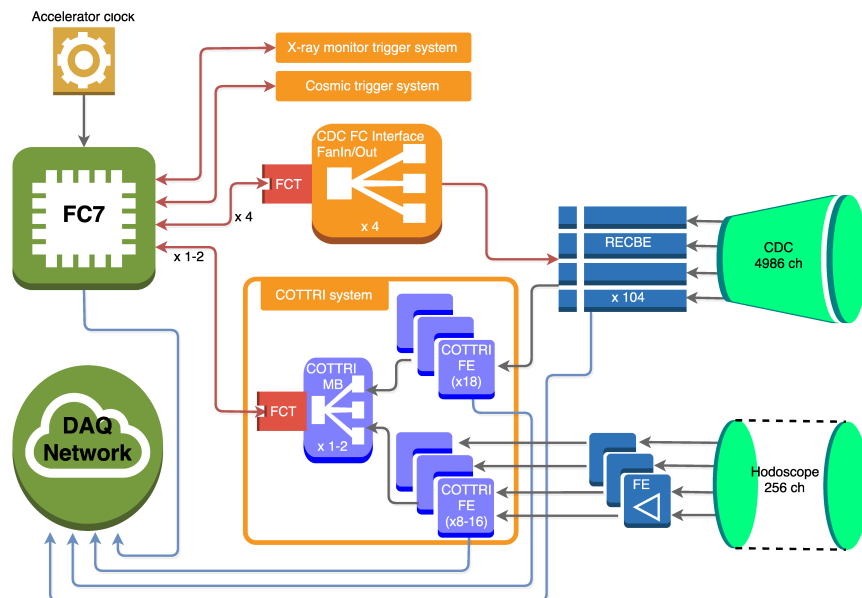 Accelerator clock
X-ray monitor trigger system
Cosmic trigger system
CDC FC Interface
FanIn/Out
FCT
x 4
FC7
x 4
x 1-2
RECBE
x 104
CDC
4986 ch
COTTRI system
COTTRI
FE
(x18)
COTTRI
MB
FCT
x 1-2
DAQ
Network
COTTRI
FE
(x8-16)
FE
Hodoscope
256 ch